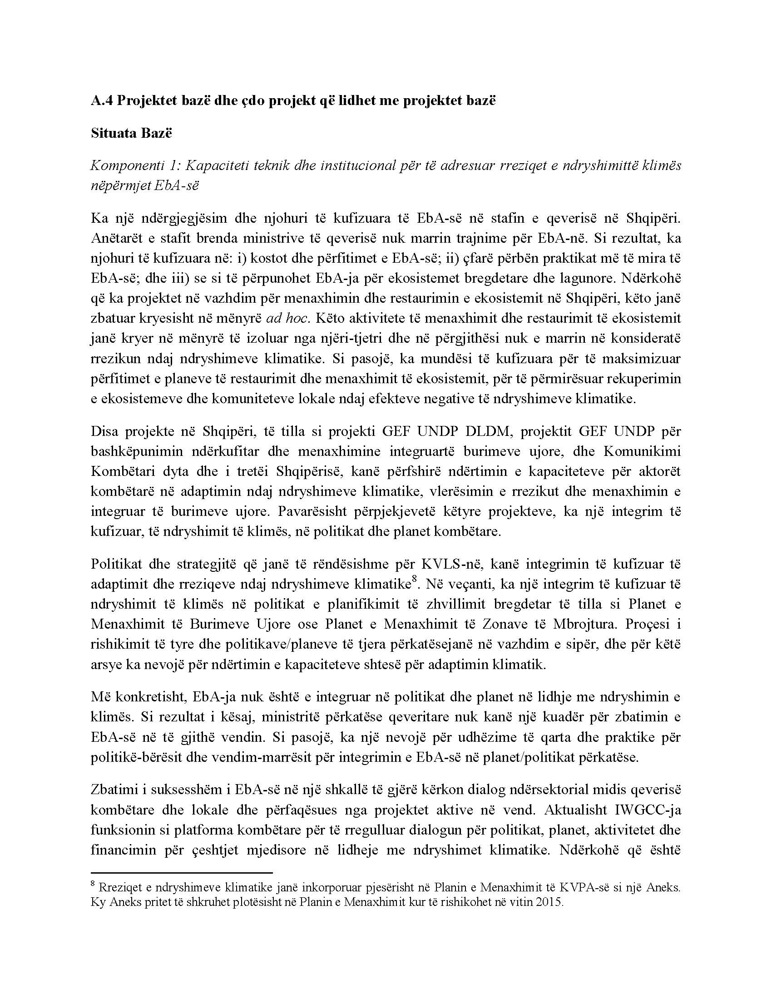 A.4 Projektet bazë dhe çdo projekt që lidhet me projektet bazë
Situata Bazë
Komponenti 1: Kapaciteti teknik dhe institucional për të adresuar rreziqet e ndryshimittë klimës
nëpërmjet EbA-së
Ka një ndërgjegjësim dhe njohuri të kufizuara të EbA-së në stafin e qeverisë në Shqipëri.
Anëtarët e stafit brenda ministrive të qeverisë nuk marrin trajnime për EbA-në. Si rezultat, ka
njohuri të kufizuara në: i) kostot dhe përfitimet e EbA-së; ii) çfarë përbën praktikat më të mira të
EbA-së; dhe iii) se si të përpunohet EbA-ja për ekosistemet bregdetare dhe lagunore. Ndërkohë
që ka projektet në vazhdim për menaxhimin dhe restaurimin e ekosistemit në Shqipëri, këto janë
zbatuar kryesisht në mënyrë ad hoc. Këto aktivitete të menaxhimit dhe restaurimit të ekosistemit
janë kryer në mënyrë të izoluar nga njëri-tjetri dhe në përgjithësi nuk e marrin në konsideratë
rrezikun ndaj ndryshimeve klimatike. Si pasojë, ka mundësi të kufizuara për të maksimizuar
përfitimet e planeve të restaurimit dhe menaxhimit të ekosistemit, për të përmirësuar rekuperimin
e ekosistemeve dhe komuniteteve lokale ndaj efekteve negative të ndryshimeve klimatike.
Disa projekte në Shqipëri, të tilla si projekti GEF UNDP DLDM, projektit GEF UNDP për
bashkëpunimin ndërkufitar dhe menaxhimine integruartë burimeve ujore, dhe Komunikimi
Kombëtari dyta dhe i tretëi Shqipërisë, kanë përfshirë ndërtimin e kapaciteteve për aktorët
kombëtarë në adaptimin ndaj ndryshimeve klimatike, vlerësimin e rrezikut dhe menaxhimin e
integruar të burimeve ujore. Pavarësisht përpjekjevetë këtyre projekteve, ka një integrim të
kufizuar, të ndryshimit të klimës, në politikat dhe planet kombëtare.
Politikat dhe strategjitë që janë të rëndësishme për KVLS-në, kanë integrimin të kufizuar të
adaptimit dhe rreziqeve ndaj ndryshimeve klimatike8. Në veçanti, ka një integrim të kufizuar të
ndryshimit të klimës në politikat e planifikimit të zhvillimit bregdetar të tilla si Planet e
Menaxhimit të Burimeve Ujore ose Planet e Menaxhimit të Zonave të Mbrojtura. Proçesi i
rishikimit të tyre dhe politikave/planeve të tjera përkatësejanë në vazhdim e sipër, dhe për këtë
arsye ka nevojë për ndërtimin e kapaciteteve shtesë për adaptimin klimatik.
Më konkretisht, EbA-ja nuk është e integruar në politikat dhe planet në lidhje me ndryshimin e
klimës. Si rezultat i kësaj, ministritë përkatëse qeveritare nuk kanë një kuadër për zbatimin e
EbA-së në të gjithë vendin. Si pasojë, ka një nevojë për udhëzime të qarta dhe praktike për
politikë-bërësit dhe vendim-marrësit për integrimin e EbA-së në planet/politikat përkatëse.
Zbatimi i suksesshëm i EbA-së në një shkallë të gjërë kërkon dialog ndërsektorial midis qeverisë
kombëtare dhe lokale dhe përfaqësues nga projektet aktive në vend. Aktualisht IWGCC-ja
funksionin si platforma kombëtare për të rregulluar dialogun për politikat, planet, aktivitetet dhe
financimin për çeshtjet mjedisore në lidheje me ndryshimet klimatike. Ndërkohë që është
8 Rreziqet e ndryshimeve klimatike janë inkorporuar pjesërisht në Planin e Menaxhimit të KVPA-së si një Aneks.
Ky Aneks pritet të shkruhet plotësisht në Planin e Menaxhimit kur të rishikohet në vitin 2015.